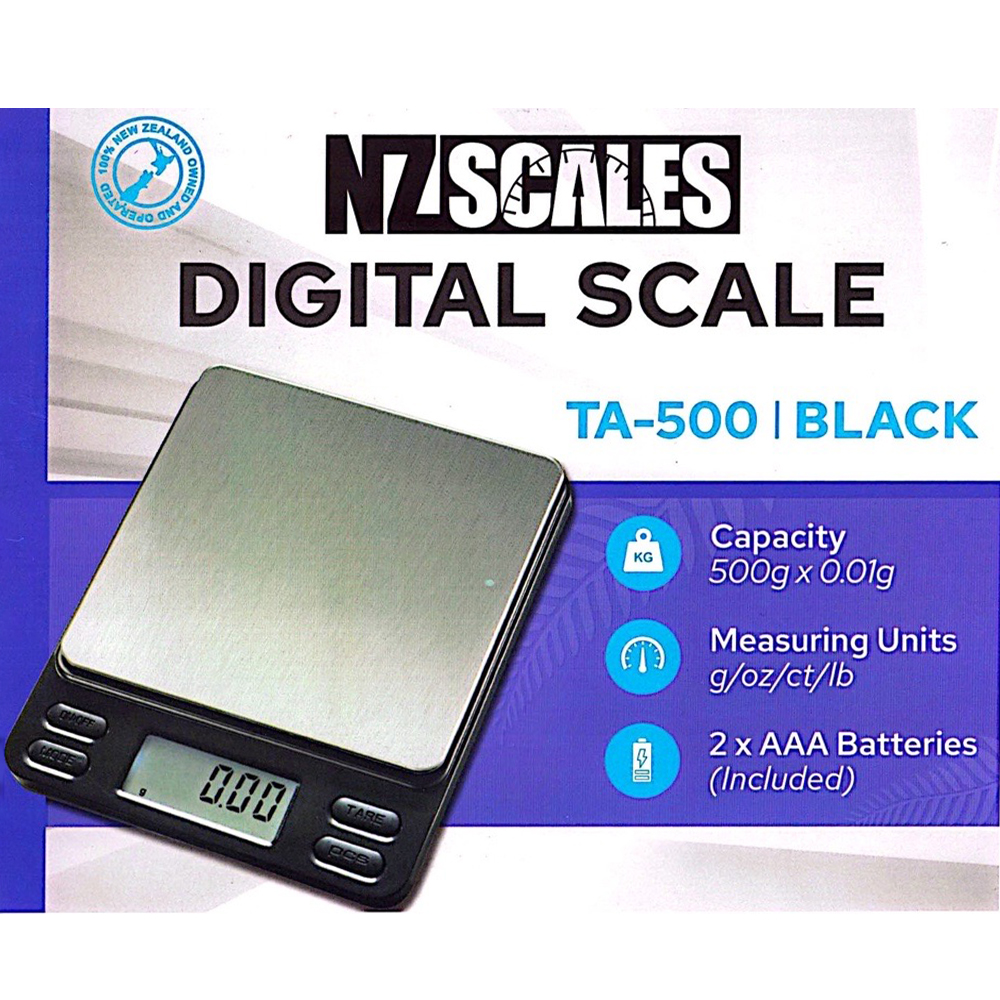 100% NEW ZEALAND OWNED AND OPERATED
NZSCALES
DIGITAL SCALE
TA-500 | BLACK
KG
Capacity
500g x 0.01g
Measuring Units
g/oz/ct/lb
2 x AAA Batteries
(Included)
ON/OFF
MODE
g
0.00
TARE
PCS